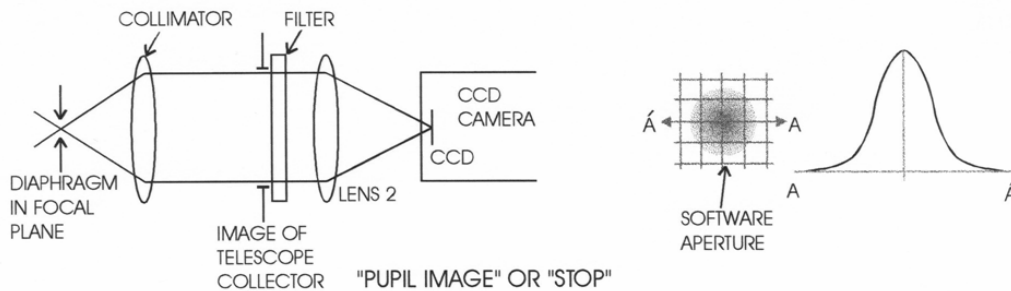 COLLIMATOR
FILTER
CCD
CAMERA
CCD
LENS 2
DIAPHRAGM
IN FOCAL
PLANE
IMAGE OF
TELESCOPE
COLLECTOR
"PUPIL IMAGE" OR "STOP"
Á
A
SOFTWARE
APERTURE
A
Á